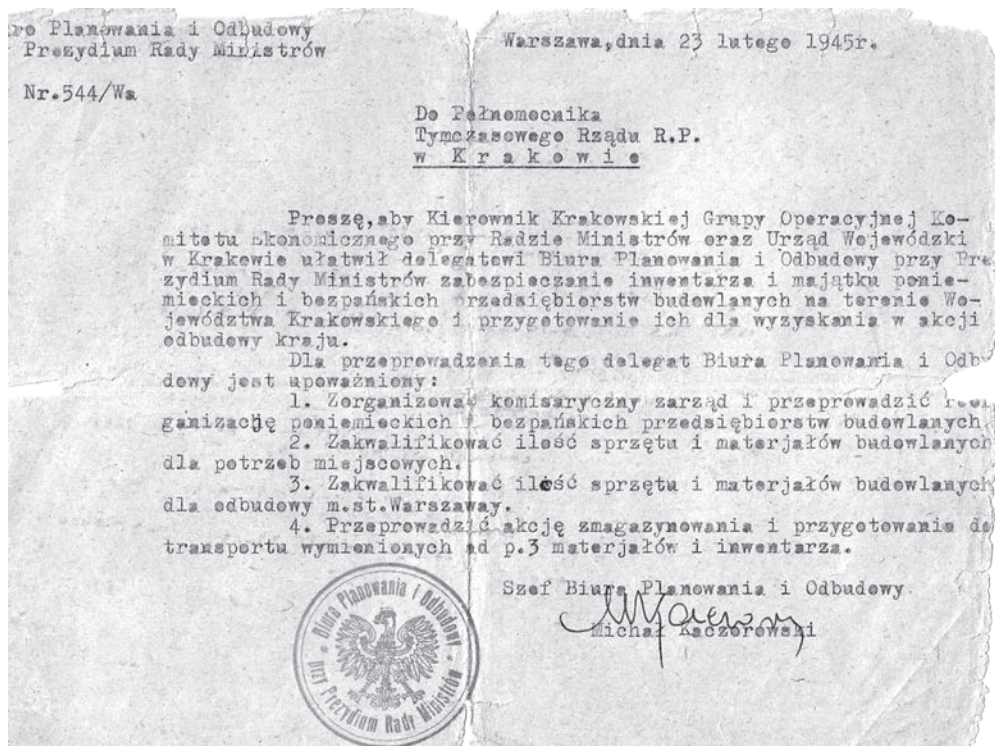 ro Planowania i Odbudowy
Prezydium Rady Ministrów
Warszawa,dnia 23 lutego 1945r.
Nr.544/Wa
Do Pełnomocnika
Tymczasowego Rządu R.P.
w Krakowie
Proszę,aby Kierownik Krakowskiej Grupy Operacyjnej Ko-
mitetu Ekonomicznego przy Radzie Ministrów oraz Urząd Wojewódzki
w Krakowie ułatwił delegatowi Biura Planowania i Odbudowy przy Pre
zydium Rady Ministrów zabezpieczanie inwentarza i majątku ponie-
mieckich i bezpańskich przedsiębiorstw budowlanych na terenie Wo-
jewództwa Krakowskiego i przygotowanie ich dla wyzyskania w akcji
odbudowy kraju.
Dla przeprowadzenia tego delegat Biura Planowania i Odb
dowy jest upoważniony:
1. Zorganizować komisaryczny zarząd i przeprowadzić reor
ganizację poniemieckich i bezpańskich przedsiębiorstw budowlanych
2. Zakwalifikować ilość sprzętu i materjałów budowlanych
dla potrzeb miejscowych.
3. Zakwalifikować ilość sprzętu i materjałów budowlanych
dla odbudowy m.st.Warszaway.
4. Przeprowadzić akcję zmagazynowania i przygotowania do
transportu wymienionych ad p.3 materjałów i inwentarza.
Szef Biura Planowania i Odbudowy
Michał Kaczorowski
Biura Planowania i Odbudowy
przy Prezydium Rady Ministrów